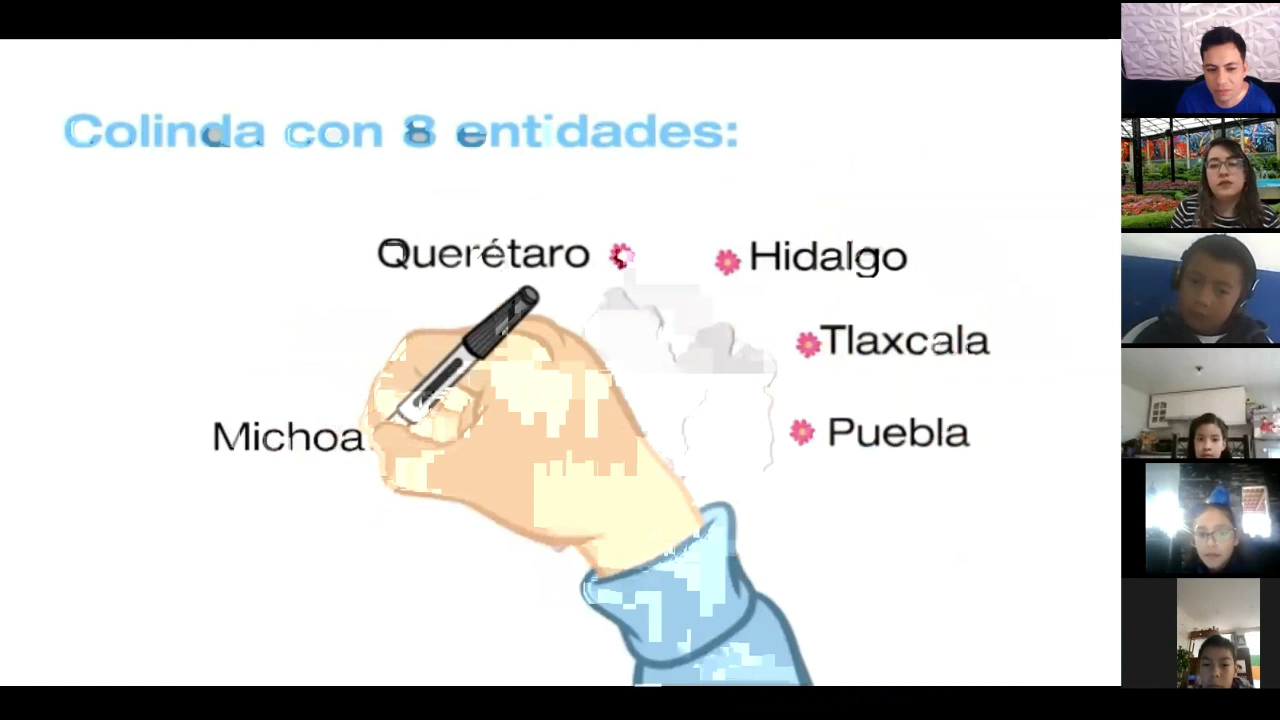 Colinda con 8 entidades:
Querétaro
Hidalgo
Tlaxcala
Michoa
Puebla